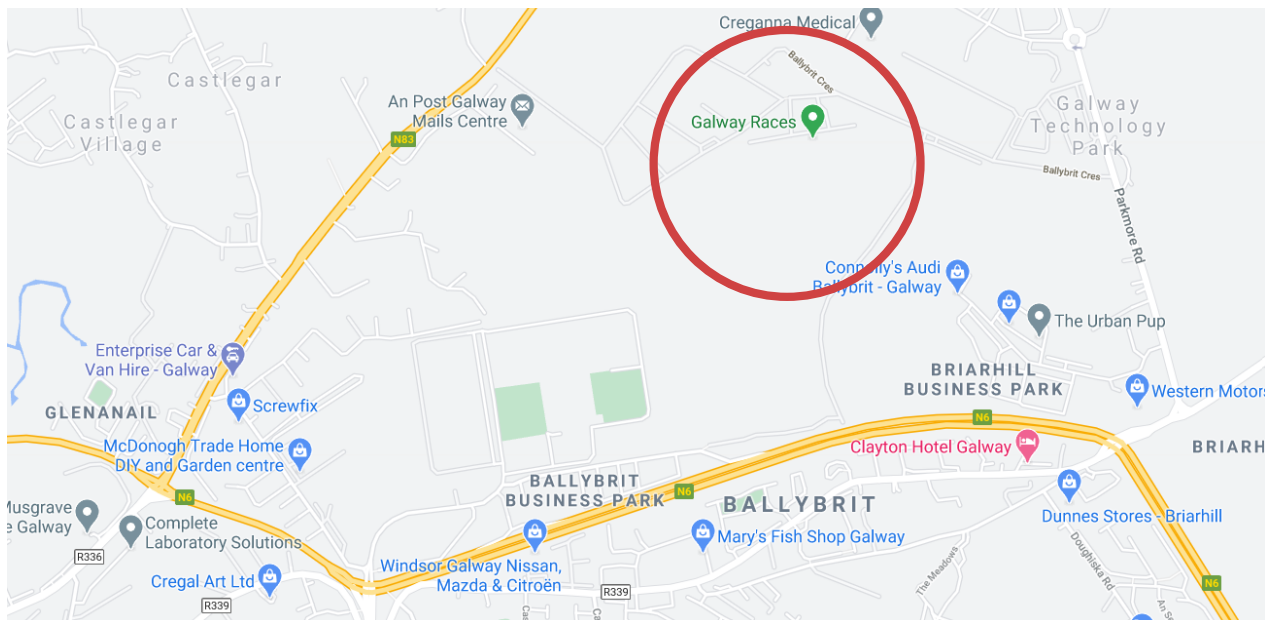 Creganna Medical
Castlegar
Ballybrit Cres
An Post Galway
Mails Centre
Galway Races
Galway
Technology
Park
Castlegar
Village
N83
Ballybrit Cres
Parkmore Rd
Connolly's Audi
Ballybrit - Galway
The Urban Pup
Enterprise Car &
Van Hire - Galway
BRIARHILL
BUSINESS PARK
Western Motors
Screwfix
GLENANAIL
N6
McDonogh Trade Home
DIY and Garden centre
Clayton Hotel Galway
BRIARH
BALLYBRIT
BUSINESS PARK
N6
N6
BALLYBRIT
Musgrave
e Galway
Complete
Laboratory Solutions
Dunnes Stores - Briarhill
Mary's Fish Shop Galway
R336
Windsor Galway Nissan,
Mazda & Citroën
Doughiska Rd
The Meadows
Cregal Art Ltd
N6
R339
R339
Cas
Ca
An Se